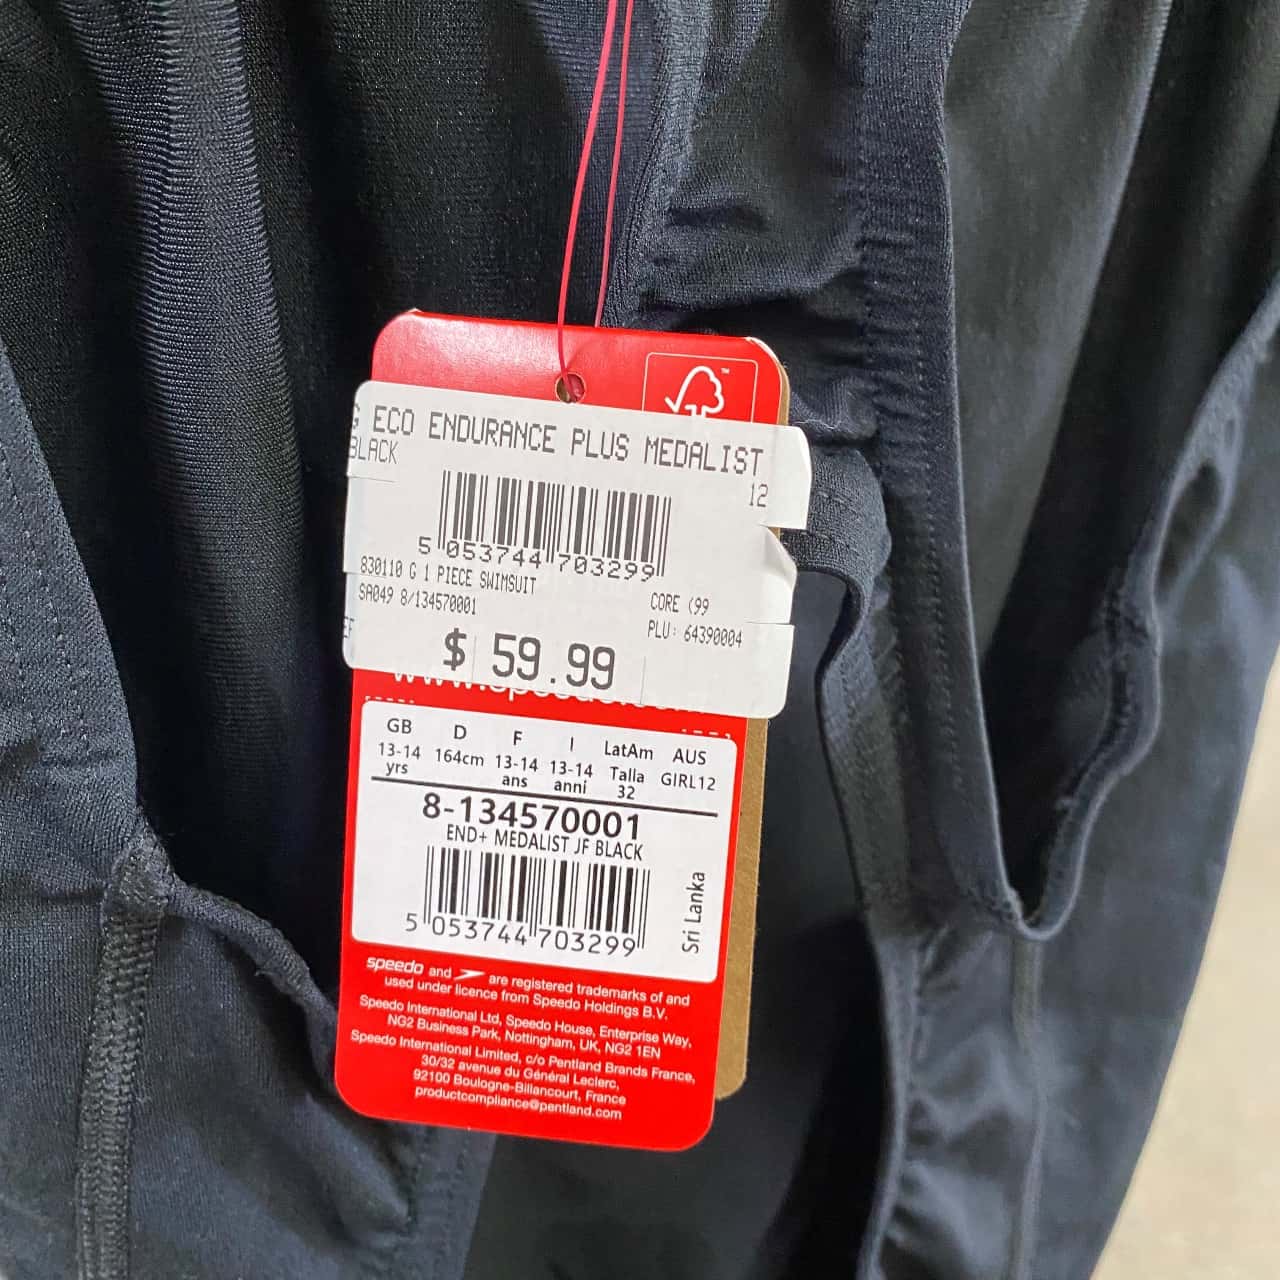 G ECO ENDURANCE PLUS MEDALIST
BLACK
12
5 053744 703299
830110 G 1 PIECE SWIMSUIT
SA049 8/134570001
CORE (99
PLU: 64390004
$ 59.99
GB D F I LatAm AUS
13-14 yrs 164cm 13-14 ans 13-14 anni Talla 32 GIRL12
8-134570001
END+ MEDALIST JF BLACK
5 053744 703299
Sri Lanka
speedo and are registered trademarks of and
used under licence from Speedo Holdings B.V.
Speedo International Ltd, Speedo House, Enterprise Way,
NG2 Business Park, Nottingham, UK, NG2 1EN
Speedo International Limited, c/o Pentland Brands France,
30/32 avenue du Général Leclerc,
92100 Boulogne-Billancourt, France
productcompliance@pentland.com